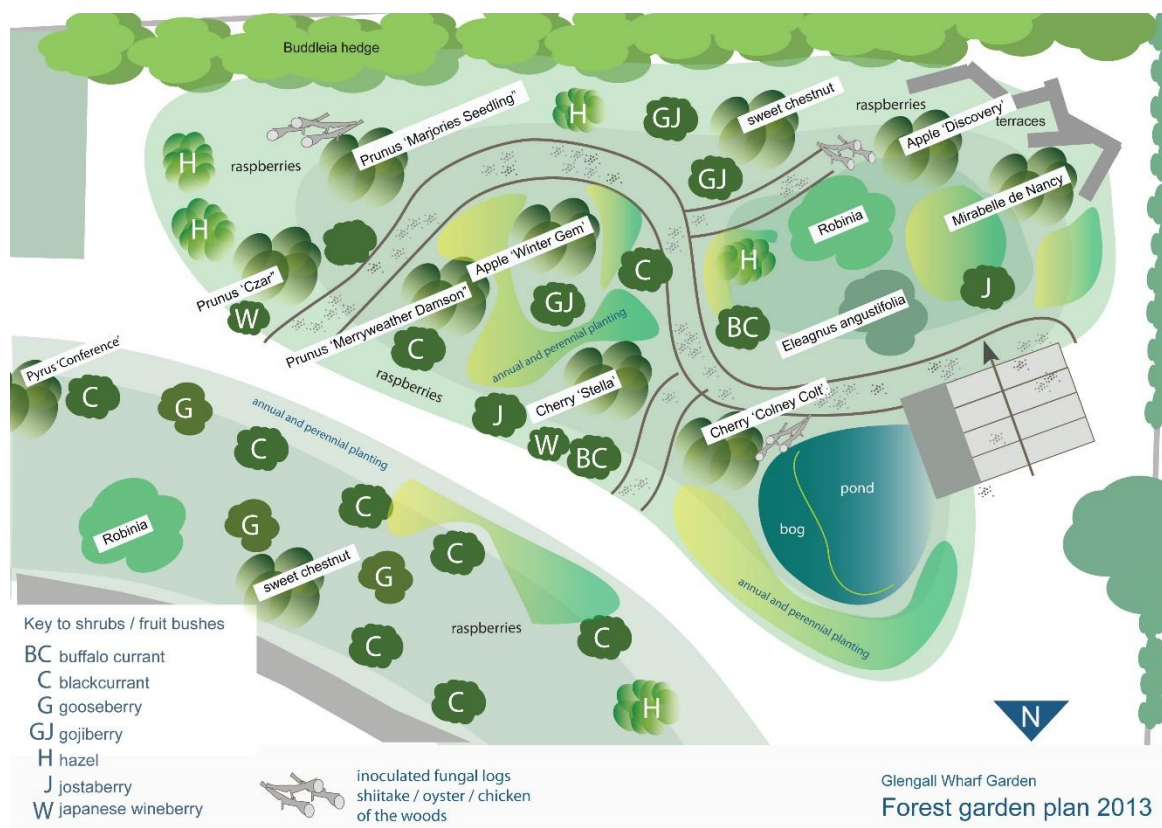 Buddleia hedge
H
GJ
sweet chestnut
raspberries
Apple 'Discovery'
terraces
Prunus 'Marjories Seedling"
H
raspberries
GJ
Mirabelle de Nancy
H
Robinia
Apple 'Winter Gem'
C
H
J
Prunus 'Czar"
W
GJ
BC
Eleagnus angustifolia
Prunus 'Merryweather Damson"
C
annual and perennial planting
raspberries
Cherry 'Stella'
J
W
BC
Cherry 'Colney Colt'.
Pyrus 'Conference'
C
G
annual and perennial planting
C
C
pond
bog
Robinia
G
C
sweet chestnut
G
annual and perennial planting
raspberries
C
C
C
H
Key to shrubs / fruit bushes
BC buffalo currant
C blackcurrant
G gooseberry
GJ gojiberry
H hazel
J jostaberry
W japanese wineberry
N
inoculated fungal logs
shiitake / oyster / chicken
of the woods
Glengall Wharf Garden
Forest garden plan 2013